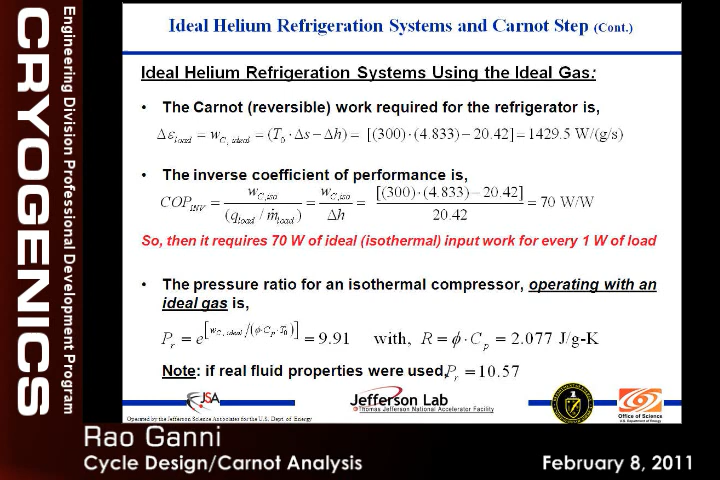 Ideal Helium Refrigeration Systems and Carnot Step (Cont.)
Ideal Helium Refrigeration Systems Using the Ideal Gas:
• The Carnot (reversible) work required for the refrigerator is,
Δε_load = w_C, ideal = (T_0 · Δs − Δh) = [(300)·(4.833) − 20.42] = 1429.5 W/(g/s)
• The inverse coefficient of performance is,
COP_INV = w_C,iso / (q_load / ṁ_load) = w_C,iso / Δh = [(300)·(4.833) − 20.42] / 20.42 = 70 W/W
So, then it requires 70 W of ideal (isothermal) input work for every 1 W of load
• The pressure ratio for an isothermal compressor, operating with an
ideal gas is,
P_r = e^[w_C, ideal /(ϕ·C_p·T_0)] = 9.91 with, R = ϕ · C_p = 2.077 J/g-K
Note: if real fluid properties were used, P_r = 10.57
JSA
Jefferson Lab
Thomas Jefferson National Accelerator Facility
Office of Science
U.S. Department of Energy
Operated by the Jefferson Science Associates for the U.S. Dept. of Energy
CRYOGENICS
Engineering Division Professional Development Program
Rao Ganni
Cycle Design/Carnot Analysis
February 8, 2011